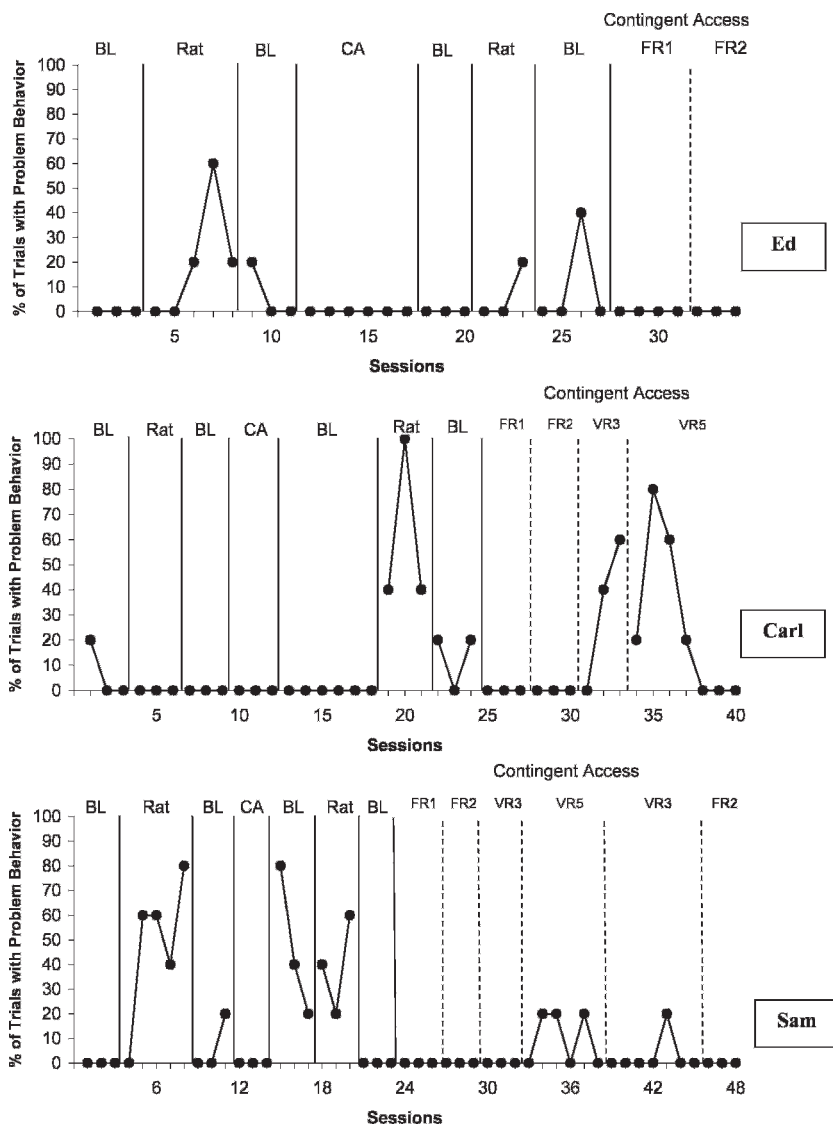 Contingent Access
BL Rat BL CA BL Rat BL FR1 FR2
100
90
80
70
60
50
40
30
20
10
0
% of Trials with Problem Behavior
5 10 15 20 25 30
Sessions
Ed
Contingent Access
BL Rat BL CA BL Rat BL FR1 FR2 VR3 VR5
100
90
80
70
60
50
40
30
20
10
0
% of Trials with Problem Behavior
5 10 15 20 25 30 35 40
Sessions
Carl
Contingent Access
BL Rat BL CA BL Rat BL FR1 FR2 VR3 VR5 VR3 FR2
100
90
80
70
60
50
40
30
20
10
0
% of Trials with Problem Behavior
6 12 18 24 30 36 42 48
Sessions
Sam